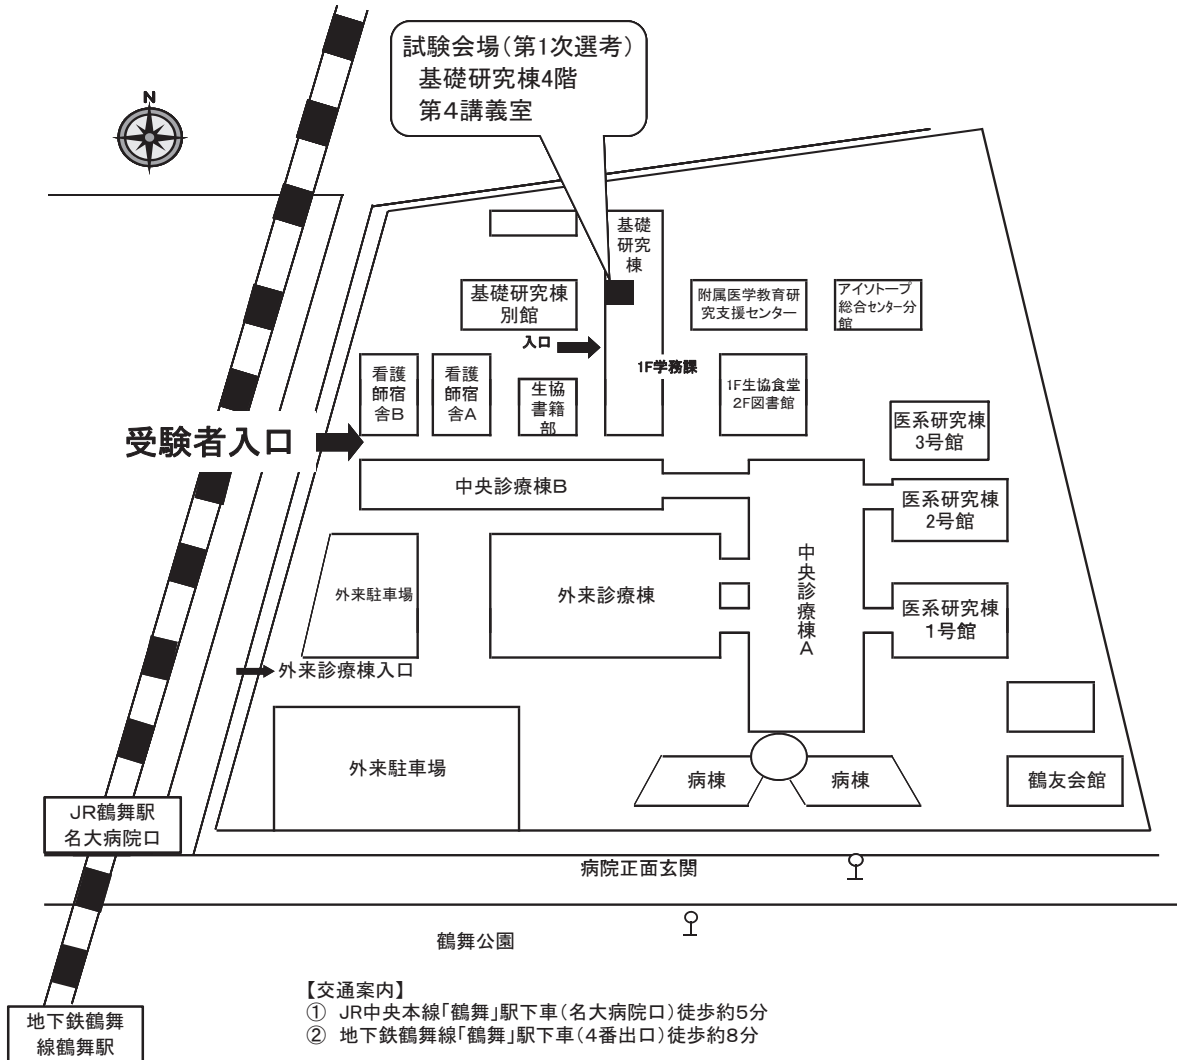 試験会場(第1次選考)
基礎研究棟4階
第4講義室
N
基礎
研究
棟
基礎研究棟
別館
附属医学教育研
究支援センター
アイソトープ
総合センター分
館
入口
1F学務課
看護
師宿
舎B
看護
師宿
舎A
生協
書籍
部
1F生協食堂
2F図書館
医系研究棟
3号館
受験者入口
中央診療棟B
医系研究棟
2号館
中央診療棟A
外来駐車場
外来診療棟
医系研究棟
1号館
外来診療棟入口
外来駐車場
病棟
病棟
鶴友会館
JR鶴舞駅
名大病院口
病院正面玄関
鶴舞公園
【交通案内】
① JR中央本線「鶴舞」駅下車(名大病院口)徒歩約5分
② 地下鉄鶴舞線「鶴舞」駅下車(4番出口)徒歩約8分
地下鉄鶴舞
線鶴舞駅